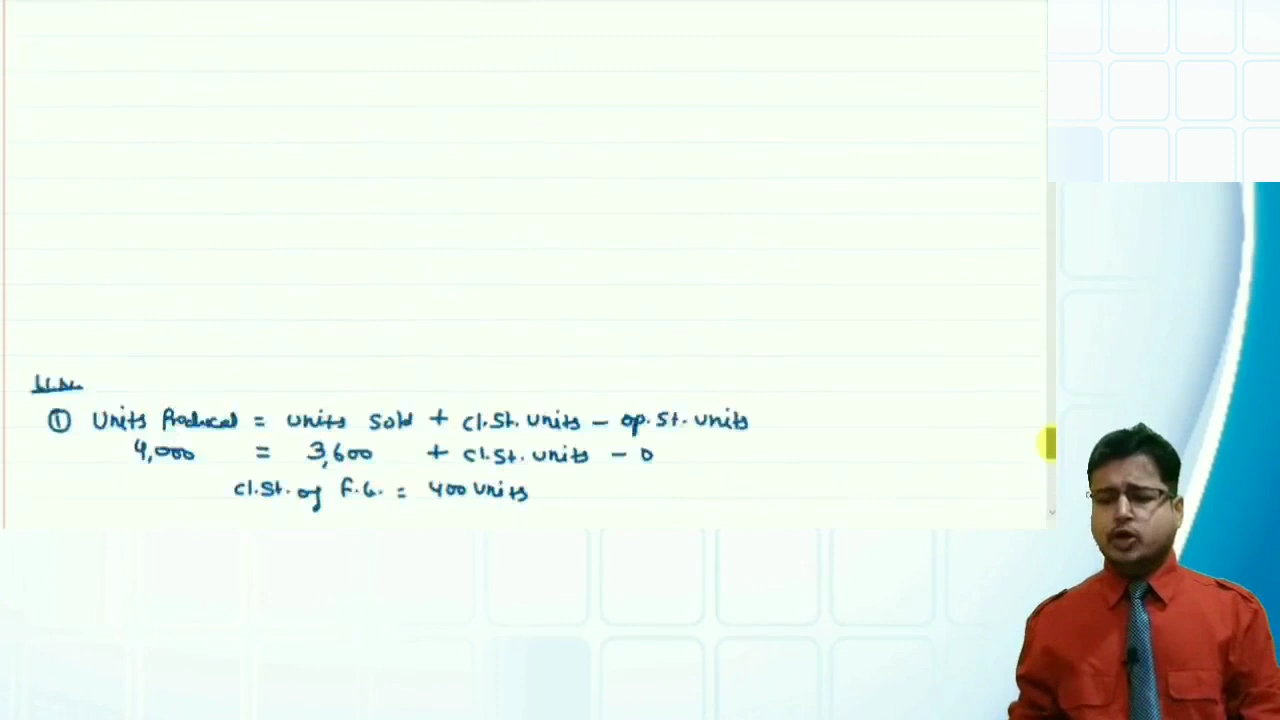 W.N.
① Units Produced = units sold + cl.St. units - op.St. units
4,000 = 3,600 + cl.St. units - 0
cl.St. of F.G. = 400 units